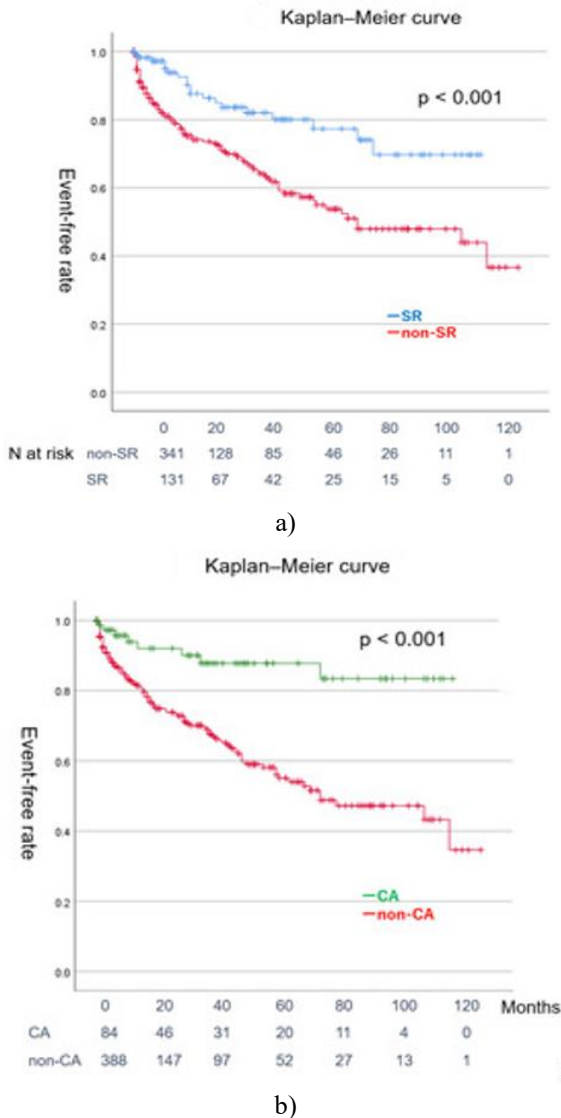 Kaplan–Meier curve
1.0
p < 0.001
0.8
0.6
0.4
0.2
0.0
Event-free rate
SR
non-SR
0 20 40 60 80 100 120
N at risk non-SR 341 128 85 46 26 11 1
SR 131 67 42 25 15 5 0
a)
Kaplan–Meier curve
1.0
p < 0.001
0.8
0.6
0.4
0.2
0.0
Event-free rate
CA
non-CA
0 20 40 60 80 100 120 Months
CA 84 46 31 20 11 4 0
non-CA 388 147 97 52 27 13 1
b)